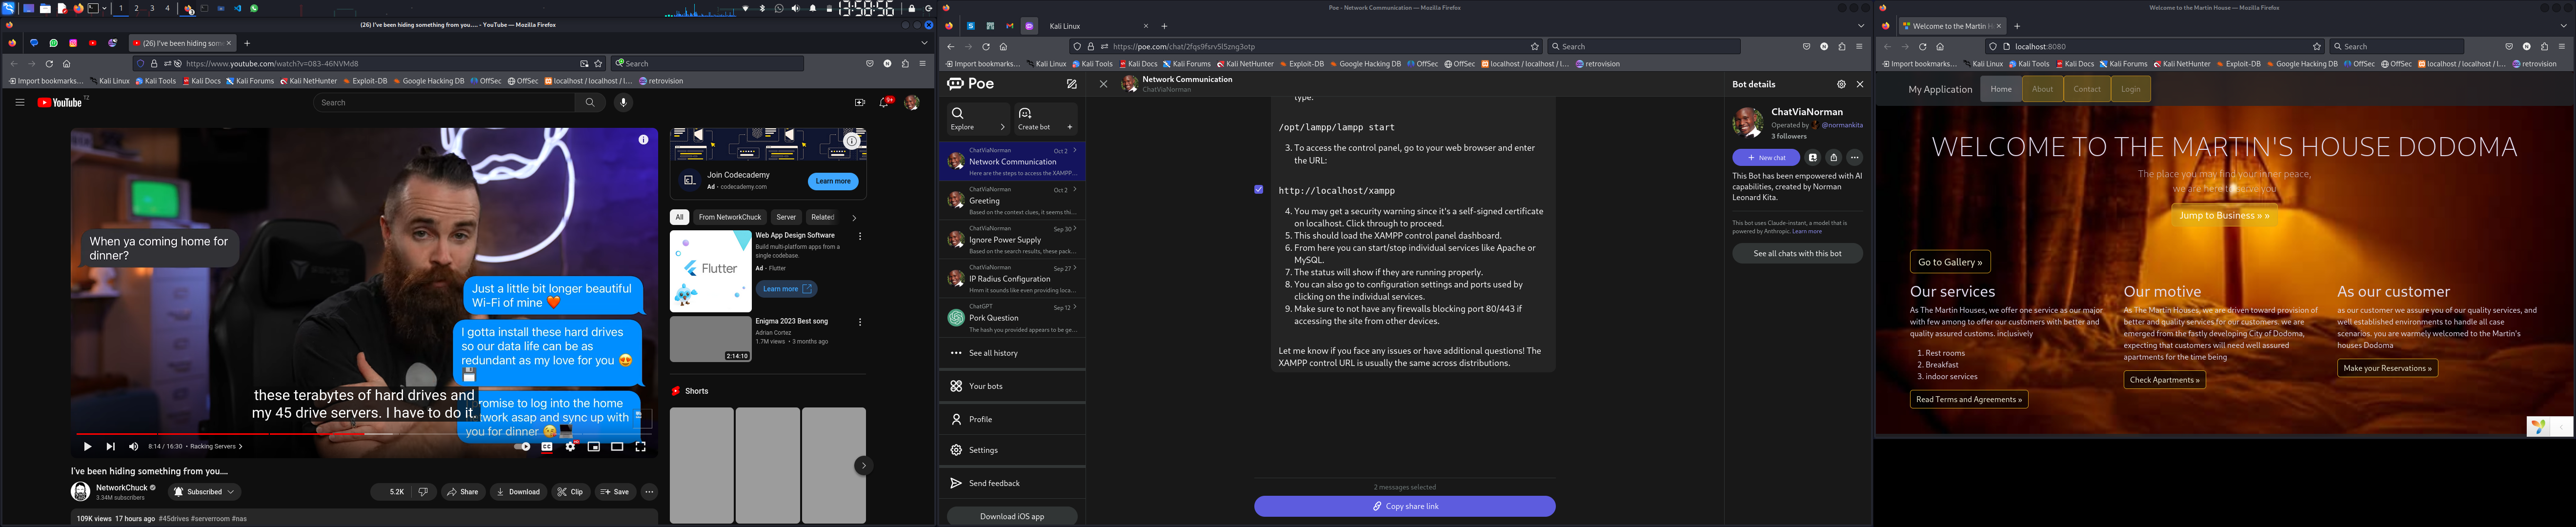 1 2 3 4
13:58:56
(26) I've been hiding something from you.... - YouTube — Mozilla Firefox
(26) I've been hiding som
https://www.youtube.com/watch?v=083-46NVMd8
Search
Import bookmarks... Kali Linux Kali Tools Kali Docs Kali Forums Kali NetHunter Exploit-DB Google Hacking DB OffSec OffSec localhost / localhost / l... retrovision
YouTube TZ
Search
9+
When ya coming home for
dinner?
Just a little bit longer beautiful
Wi-Fi of mine ❤️
I gotta install these hard drives
so our data life can be as
redundant as my love for you 😍
💾
promise to log into the home
twork asap and sync up with
you for dinner
these terabytes of hard drives and
my 45 drive servers. I have to do it.
8:14 / 16:30 • Racking Servers
CC
I've been hiding something from you....
NetworkChuck
3.34M subscribers
Subscribed
5.2K
Share
Download
Clip
Save
109K views 17 hours ago #45drives #serverroom #nas
Join Codecademy
Ad • codecademy.com
Learn more
All
From NetworkChuck
Server
Related
Flutter
Web App Design Software
Build multi-platform apps from a
single codebase.
Ad • Flutter
Learn more
Enigma 2023 Best song
Adrian Cortez
1.7M views • 3 months ago
2:14:10
Shorts
Poe - Network Communication — Mozilla Firefox
Kali Linux
https://poe.com/chat/2fqs9fsrv5l5zng3otp
Search
Import bookmarks... Kali Linux Kali Tools Kali Docs Kali Forums Kali NetHunter Exploit-DB Google Hacking DB OffSec OffSec localhost / localhost / l... retrovision
Poe
Explore
Create bot
ChatViaNorman Oct 2
Network Communication
Here are the steps to access the XAMPP...
ChatViaNorman Oct 2
Greeting
Based on the context clues, it seems thi...
ChatViaNorman Sep 30
Ignore Power Supply
Based on the search results, these pack...
ChatViaNorman Sep 27
IP Radius Configuration
Hmm it sounds like even providing loca...
ChatGPT Sep 12
Pork Question
The hash you provided appears to be ge...
See all history
Your bots
Profile
Settings
Send feedback
Download iOS app
Network Communication
ChatViaNorman
type:
/opt/lampp/lampp start
3. To access the control panel, go to your web browser and enter
the URL:
http://localhost/xampp
4. You may get a security warning since it's a self-signed certificate
on localhost. Click through to proceed.
5. This should load the XAMPP control panel dashboard.
6. From here you can start/stop individual services like Apache or
MySQL.
7. The status will show if they are running properly.
8. You can also go to configuration settings and ports used by
clicking on the individual services.
9. Make sure to not have any firewalls blocking port 80/443 if
accessing the site from other devices.
Let me know if you face any issues or have additional questions! The
XAMPP control URL is usually the same across distributions.
2 messages selected
Copy share link
Bot details
ChatViaNorman
Operated by @normankita
3 followers
New chat
This Bot has been empowered with AI
capabilities, created by Norman
Leonard Kita.
This bot uses Claude-instant, a model that is
powered by Anthropic. Learn more
See all chats with this bot
Welcome to the Martin House — Mozilla Firefox
Welcome to the Martin H
localhost:8080
Search
Import bookmarks... Kali Linux Kali Tools Kali Docs Kali Forums Kali NetHunter Exploit-DB Google Hacking DB OffSec OffSec localhost / localhost / l... retrovision
My Application Home About Contact Login
WELCOME TO THE MARTIN'S HOUSE DODOMA
The place you may find your inner peace,
we are here to serve you
Jump to Business » »
Go to Gallery »
Our services
As The Martin Houses, we offer one service as our major
with few among to offer our customers with better and
quality assured customs. inclusively
1. Rest rooms
2. Breakfast
3. indoor services
Read Terms and Agreements »
Our motive
As The Martin Houses, we are driven toward provision of
better and quality services for our customers. we are
emerged from the fastly developing City of Dodoma,
expecting that customers will need well assured
apartments for the time being
Check Apartments »
As our customer
as our customer we assure you of our quality services, and
well established environments to handle all case
scenarios. you are warmely welcomed to the Martin's
houses Dodoma
Make your Reservations »